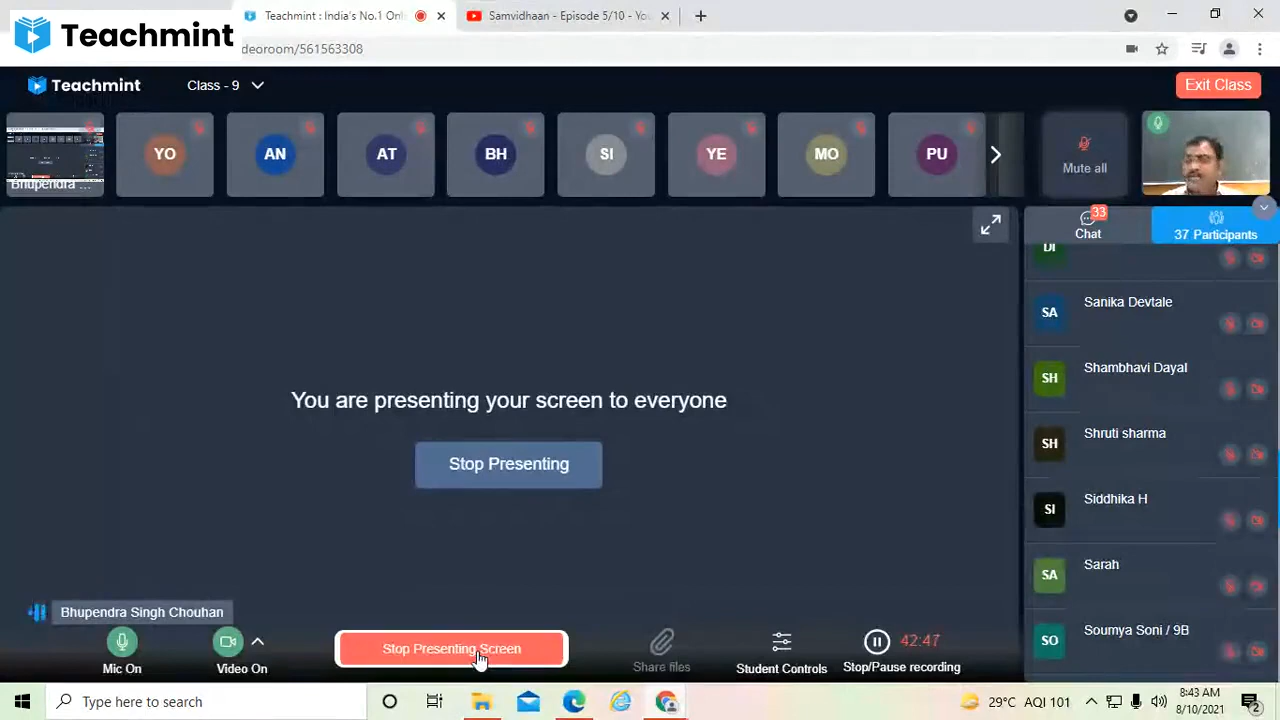 Teachmint : India's No.1 Onl
Samvidhaan - Episode 5/10 - You
Teachmint
deoroom/561563308
Teachmint
Class - 9
Exit Class
Bhupendra ...
YO
AN
AT
BH
SI
YE
MO
PU
Mute all
33
Chat
37 Participants
DI
SA
Sanika Devtale
SH
Shambhavi Dayal
SH
Shruti sharma
SI
Siddhika H
SA
Sarah
SO
Soumya Soni / 9B
You are presenting your screen to everyone
Stop Presenting
Bhupendra Singh Chouhan
Mic On
Video On
Stop Presenting Screen
Share files
Student Controls
42:47
Stop/Pause recording
Type here to search
29°C AQI 101
8:43 AM
8/10/2021
2